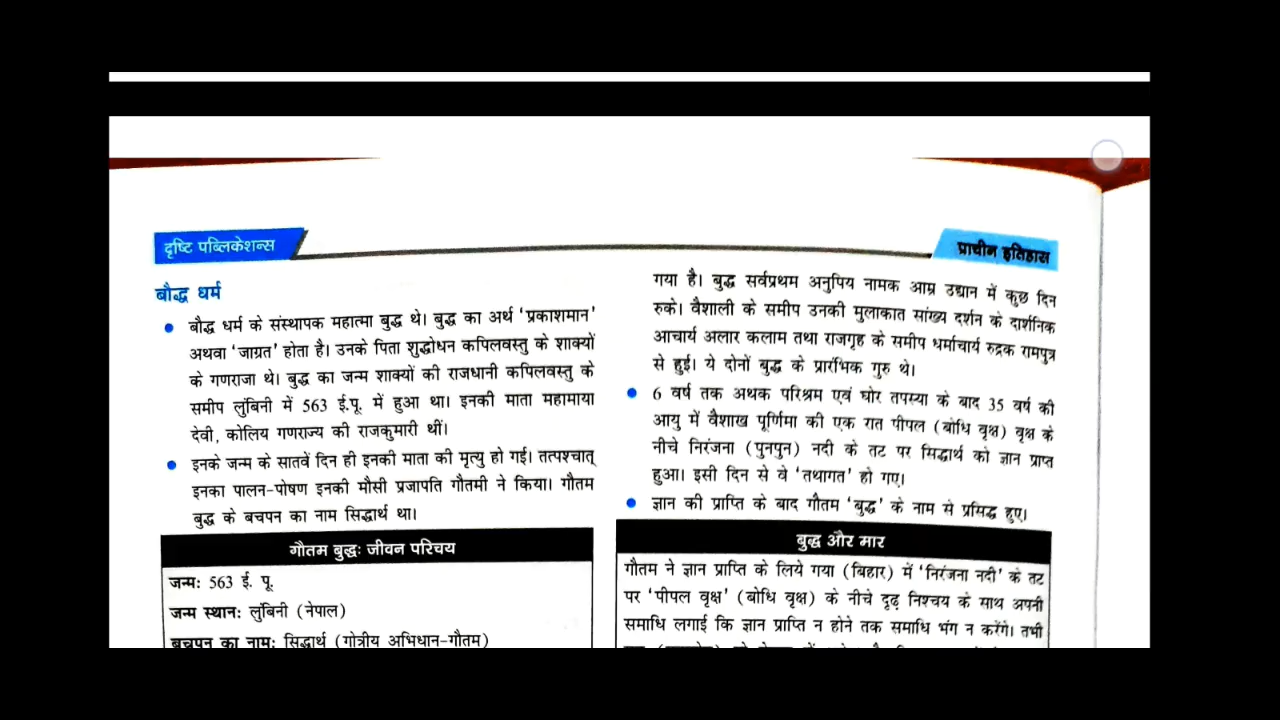 दृष्टि पब्लिकेशन्स
प्राचीन इतिहास
बौद्ध धर्म
• बौद्ध धर्म के संस्थापक महात्मा बुद्ध थे। बुद्ध का अर्थ 'प्रकाशमान'
अथवा 'जाग्रत' होता है। उनके पिता शुद्धोधन कपिलवस्तु के शाक्यों
के गणराजा थे। बुद्ध का जन्म शाक्यों की राजधानी कपिलवस्तु के
समीप लुंबिनी में 563 ई.पू. में हुआ था। इनकी माता महामाया
देवी, कोलिय गणराज्य की राजकुमारी थीं।
• इनके जन्म के सातवें दिन ही इनकी माता की मृत्यु हो गई। तत्पश्चात्
इनका पालन-पोषण इनकी मौसी प्रजापति गौतमी ने किया। गौतम
बुद्ध के बचपन का नाम सिद्धार्थ था।
गौतम बुद्धः जीवन परिचय
जन्मः 563 ई. पू.
जन्म स्थानः लुंबिनी (नेपाल)
बचपन का नामः सिद्धार्थ (गोत्रीय अभिधान-गौतम)
गया है। बुद्ध सर्वप्रथम अनुपिय नामक आम्र उद्यान में कुछ दिन
रुके। वैशाली के समीप उनकी मुलाकात सांख्य दर्शन के दार्शनिक
आचार्य अलार कलाम तथा राजगृह के समीप धर्माचार्य रुद्रक रामपुत्र
से हुई। ये दोनों बुद्ध के प्रारंभिक गुरु थे।
• 6 वर्ष तक अथक परिश्रम एवं घोर तपस्या के बाद 35 वर्ष की
आयु में वैशाख पूर्णिमा की एक रात पीपल (बोधि वृक्ष) वृक्ष के
नीचे निरंजना (पुनपुन) नदी के तट पर सिद्धार्थ को ज्ञान प्राप्त
हुआ। इसी दिन से वे 'तथागत' हो गए।
• ज्ञान की प्राप्ति के बाद गौतम 'बुद्ध' के नाम से प्रसिद्ध हुए।
बुद्ध और मार
गौतम ने ज्ञान प्राप्ति के लिये गया (बिहार) में 'निरंजना नदी' के तट
पर 'पीपल वृक्ष' (बोधि वृक्ष) के नीचे दृढ़ निश्चय के साथ अपनी
समाधि लगाई कि ज्ञान प्राप्ति न होने तक समाधि भंग न करेंगे। तभी